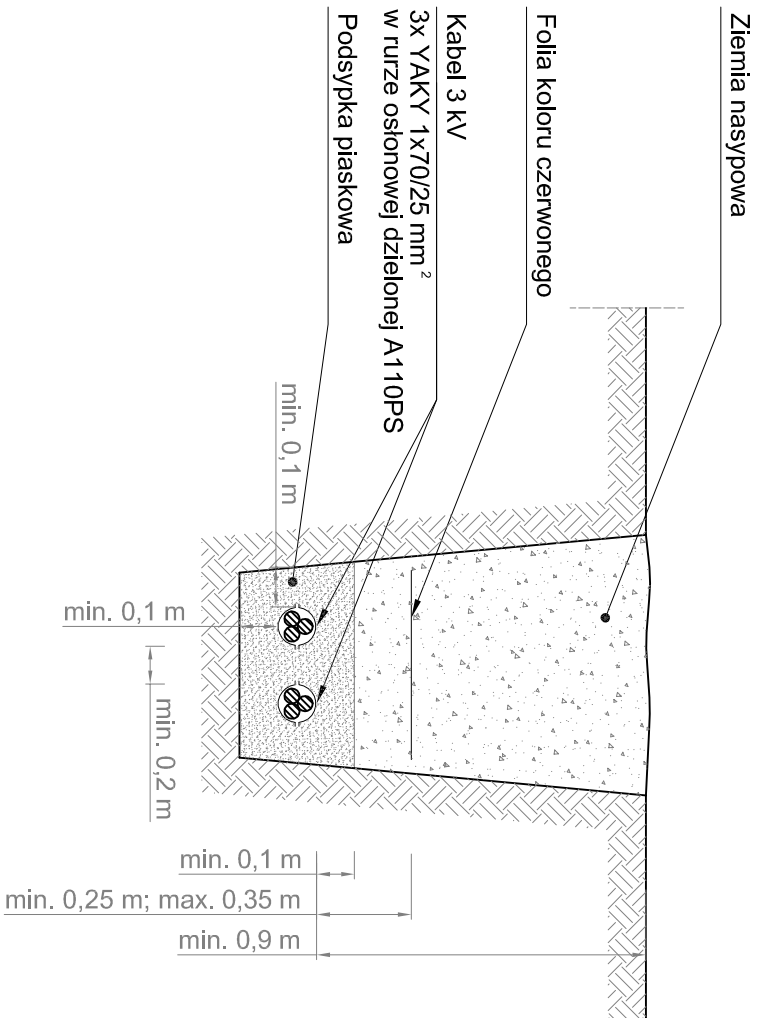 Ziemia nasypowa
Folia koloru czerwonego
Kabel 3 kV
3x YAKY 1x70/25 mm²
w rurze osłonowej dzielonej A110PS
Podsypka piaskowa
min. 0,1 m
min. 0,1 m
min. 0,2 m
min. 0,1 m
min. 0,25 m; max. 0,35 m
min. 0,9 m